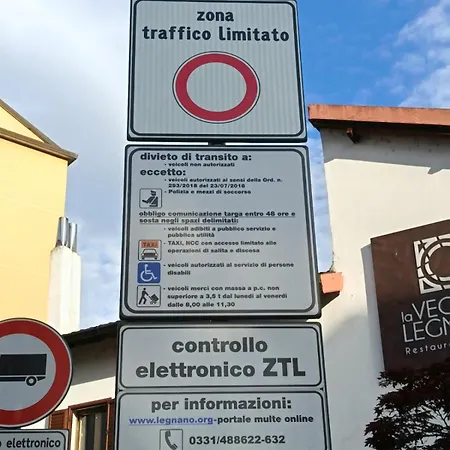 zona
traffico limitato
divieto di transito a:
- veicoli non autorizzati
eccetto:
- veicoli autorizzati ai sensi della Ord. n.
253/2018 del 23/07/2018
- Polizia e mezzi di soccorso
obbligo comunicazione targa entro 48 ore e
sosta negli spazi delimitati:
- veicoli adibiti a pubblico servizio e
pubblica utilità
TAXI
- TAXI, NCC con accesso limitato alle
operazioni di salita e discesa
- veicoli autorizzati al servizio di persone
disabili
- veicoli merci con massa a p.c. non
superiore a 3,5 t dal lunedì al venerdì
dalle 8,00 alle 11,30
controllo
elettronico ZTL
per informazioni:
www.legnano.org-portale multe online
0331/488622-632
elettronico
la VEC
LEGN
Restau